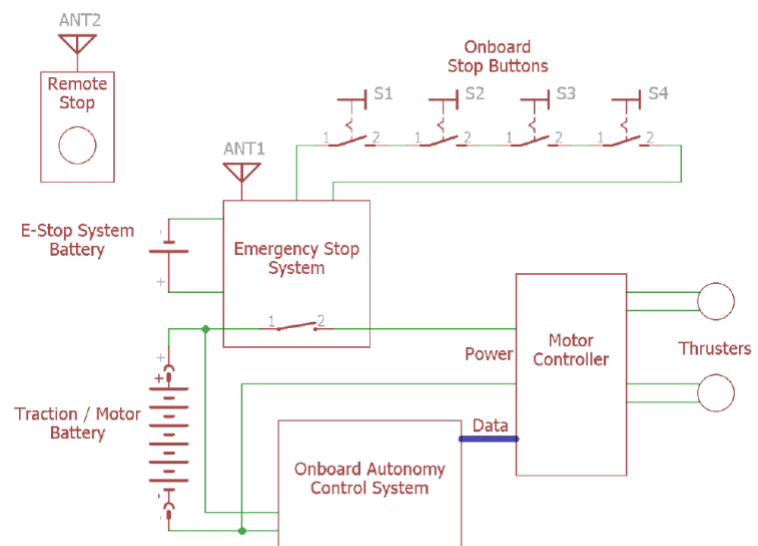 ANT2
Remote
Stop
Onboard
Stop Buttons
S1 S2 S3 S4
1 2 1 2 1 2 1 2
ANT1
E-Stop System
Battery
-
+
Emergency Stop
System
1 2
+
+
Power
Motor
Controller
Thrusters
Traction / Motor
Battery
Data
Onboard Autonomy
Control System
-
-